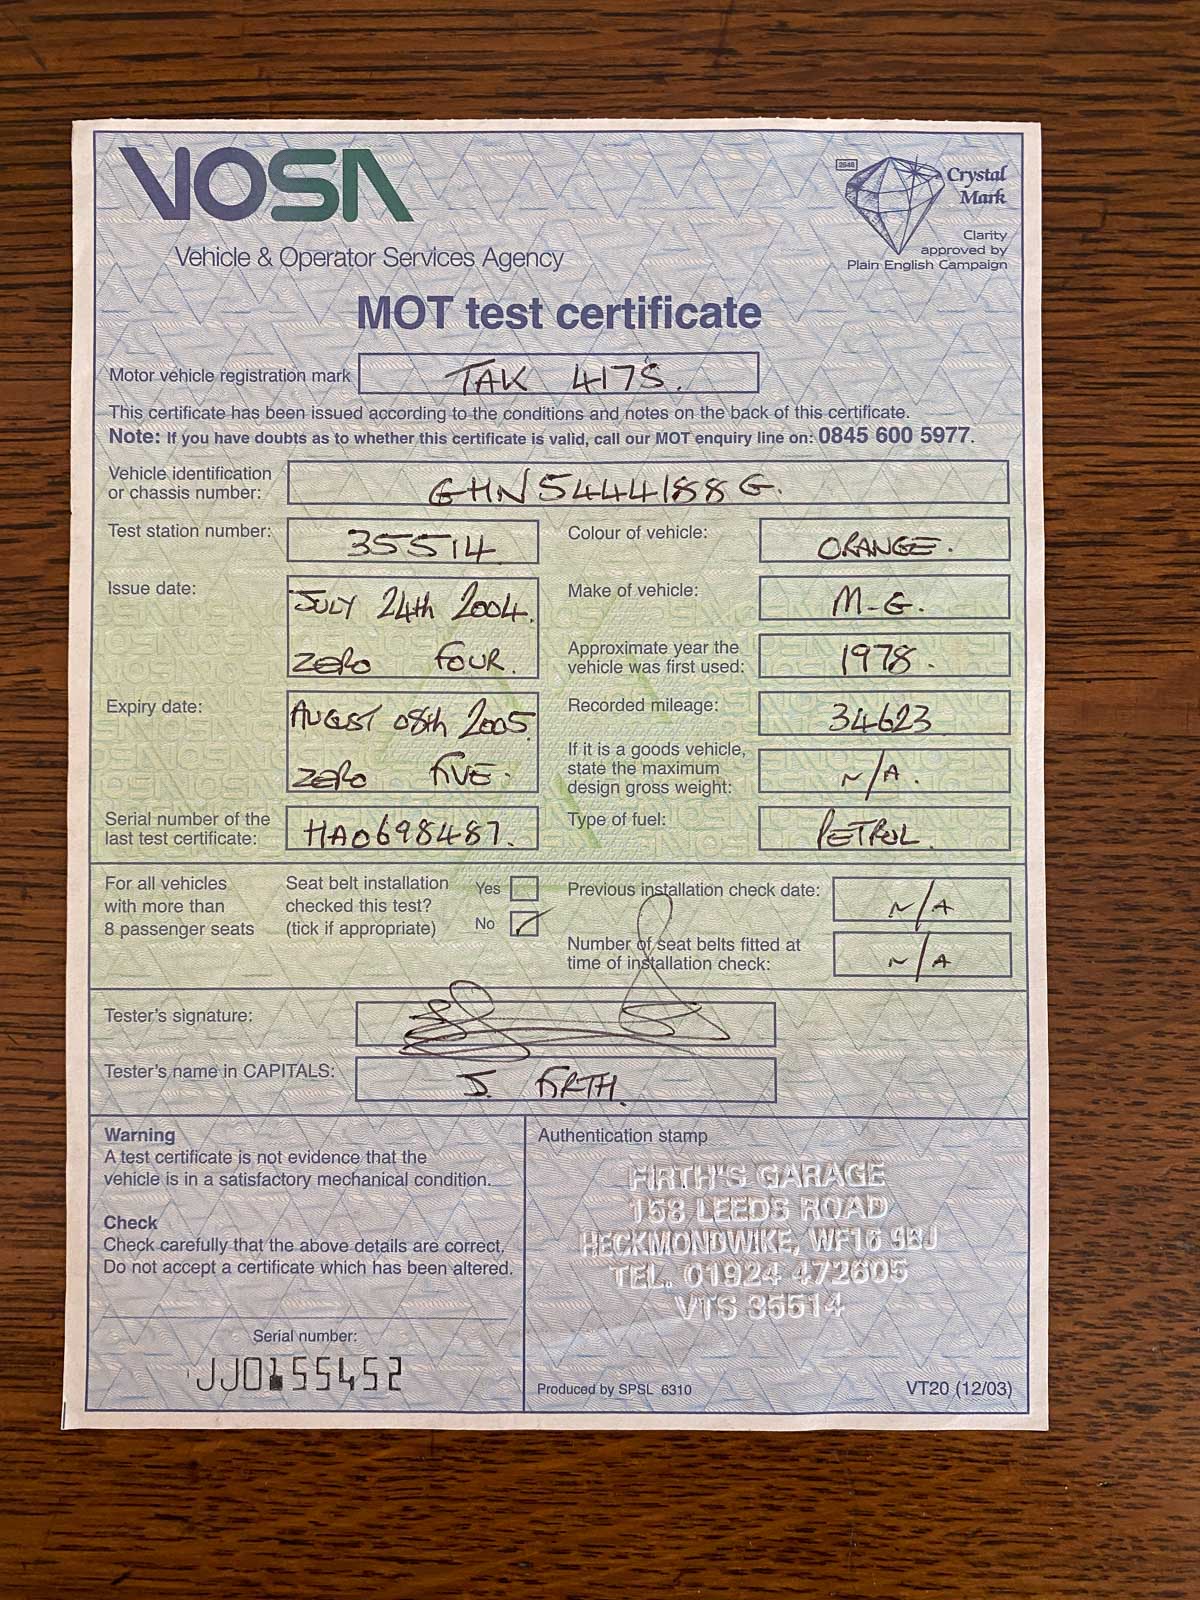 VOSA
Vehicle & Operator Services Agency
2646
Crystal
Mark
Clarity
approved by
Plain English Campaign
MOT test certificate
Motor vehicle registration mark TAK 417S.
This certificate has been issued according to the conditions and notes on the back of this certificate.
Note: If you have doubts as to whether this certificate is valid, call our MOT enquiry line on: 0845 600 5977.
Vehicle identification
or chassis number: GHN5444188G.
Test station number: 35514
Colour of vehicle: ORANGE.
Issue date: JULY 24th 2004.
ZERO FOUR.
Make of vehicle: M-G.
Approximate year the
vehicle was first used: 1978.
Expiry date: AUGUST 08th 2005
ZERO FIVE.
Recorded mileage: 34623
If it is a goods vehicle,
state the maximum
design gross weight: N/A.
Serial number of the
last test certificate: HA0698487.
Type of fuel: PETROL.
For all vehicles
with more than
8 passenger seats
Seat belt installation
checked this test?
(tick if appropriate)
Yes
No
Previous installation check date: N/A
Number of seat belts fitted at
time of installation check: N/A
Tester's signature:
Tester's name in CAPITALS: J. FIRTH.
Warning
A test certificate is not evidence that the
vehicle is in a satisfactory mechanical condition.
Check
Check carefully that the above details are correct,
Do not accept a certificate which has been altered.
Serial number:
JJ0155452
Authentication stamp
FIRTH'S GARAGE
158 LEEDS ROAD
HECKMONDWIKE, WF16 9BJ
TEL. 01924 472605
VTS 35514
Produced by SPSL 6310
VT20 (12/03)